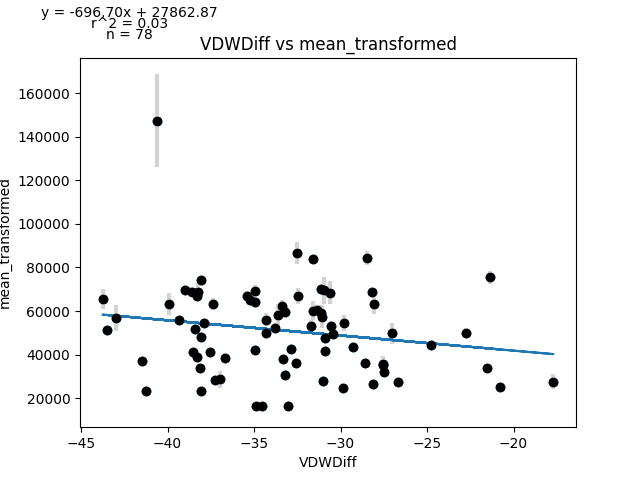 y = -696.70x + 27862.87
r^2 = 0.03
n = 78
VDWDiff vs mean_transformed
mean_transformed
160000
140000
120000
100000
80000
60000
40000
20000
−45 −40 −35 −30 −25 −20
VDWDiff